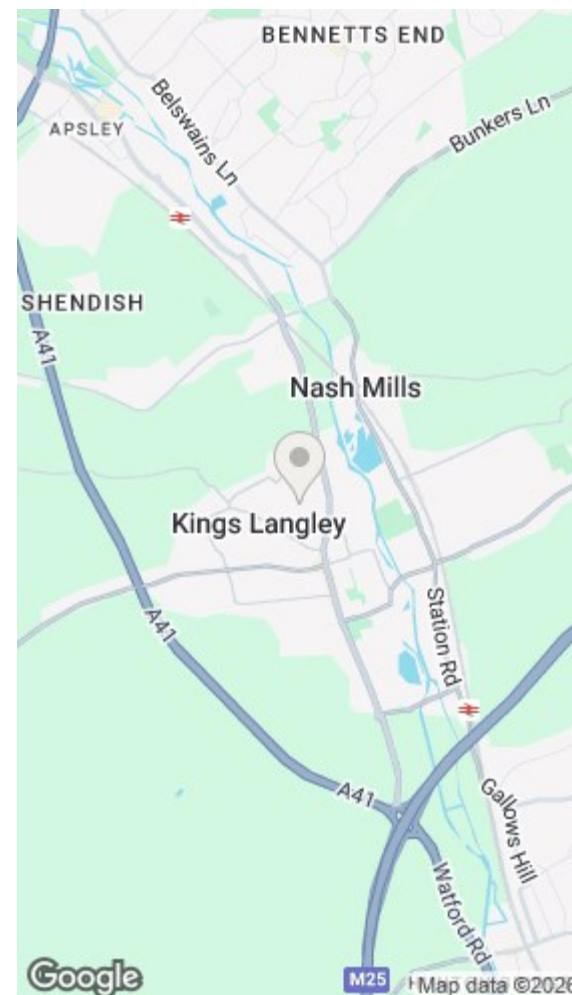 BENNETTS END
Belswains Ln
Bunkers Ln
APSLEY
SHENDISH
A41
Nash Mills
Kings Langley
A41
Station Rd
A41
Gallows Hill
Watford Rd
Google
M25
Map data ©2026